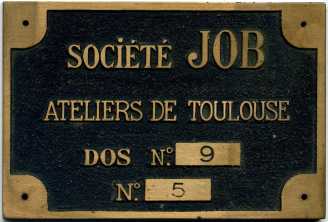 SOCIÉTÉ JOB
ATELIERS DE TOULOUSE
DOS N.º 9
N.º 5